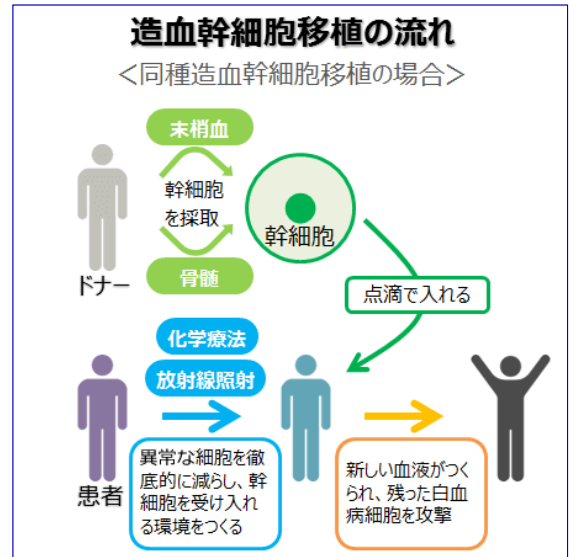 造血幹細胞移植の流れ
＜同種造血幹細胞移植の場合＞
末梢血
幹細胞
を採取
骨髄
ドナー
幹細胞
点滴で入れる
化学療法
放射線照射
患者
異常な細胞を徹
底的に減らし、幹
細胞を受け入れ
る環境をつくる
新しい血液がつく
られ、残った白血
病細胞を攻撃